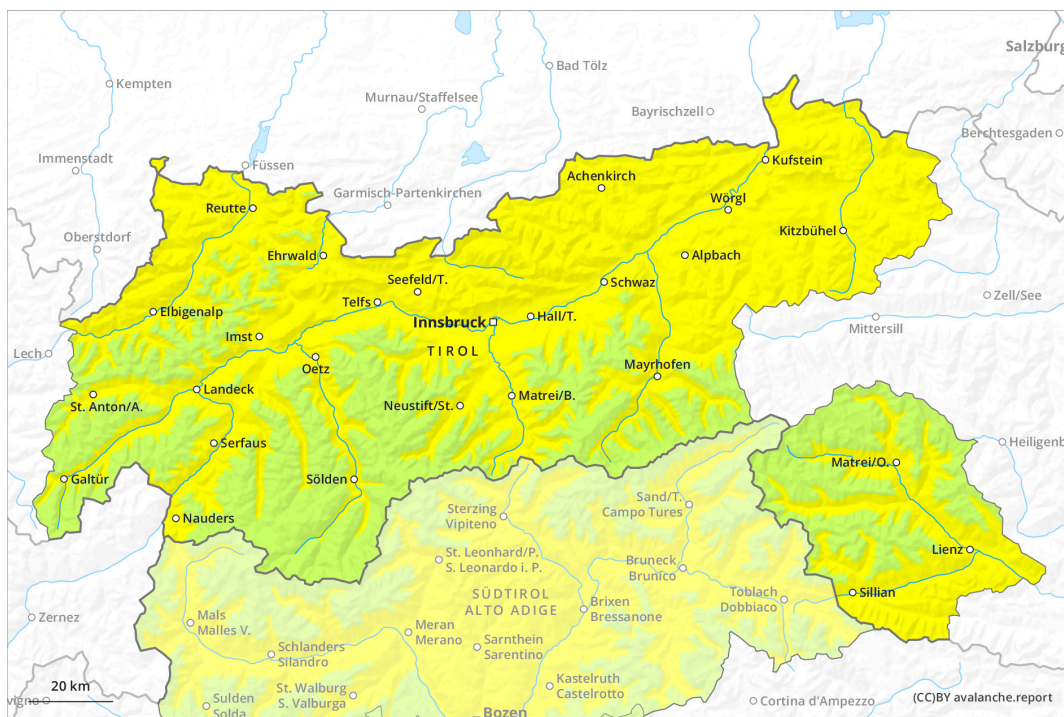 Salzburg
Kempten
Bad Tölz
Murnau/Staffelsee
Bayrischzell
Berchtesgaden
Immenstadt
Füssen
Kufstein
Achenkirch
Garmisch-Partenkirchen
Wörgl
Reutte
Oberstdorf
Kitzbühel
Ehrwald
Alpbach
Seefeld/T.
Schwaz
Zell/See
Telfs
Elbigenalp
Hall/T.
Innsbruck
Mittersill
Imst
Lech
TIROL
Oetz
Mayrhofen
Landeck
St. Anton/A.
Neustift/St.
Matrei/B.
Serfaus
Heiligenb
Matrei/O.
Galtür
Sölden
Sand/T.
Campo Tures
Sterzing
Vipiteno
Nauders
Lienz
St. Leonhard/P.
S. Leonardo i. P.
Bruneck
Brunico
SÜDTIROL
ALTO ADIGE
Toblach
Dobbiaco
Sillian
Brixen
Bressanone
Zernez
Mals
Malles V.
Meran
Merano
Sarnthein
Sarentino
Schlanders
Silandro
20 km
St. Walburg
S. Valburga
Kastelruth
Castelrotto
vigno
Sulden
Solda
Cortina d'Ampezzo
(CC)BY avalanche.report
Bozen